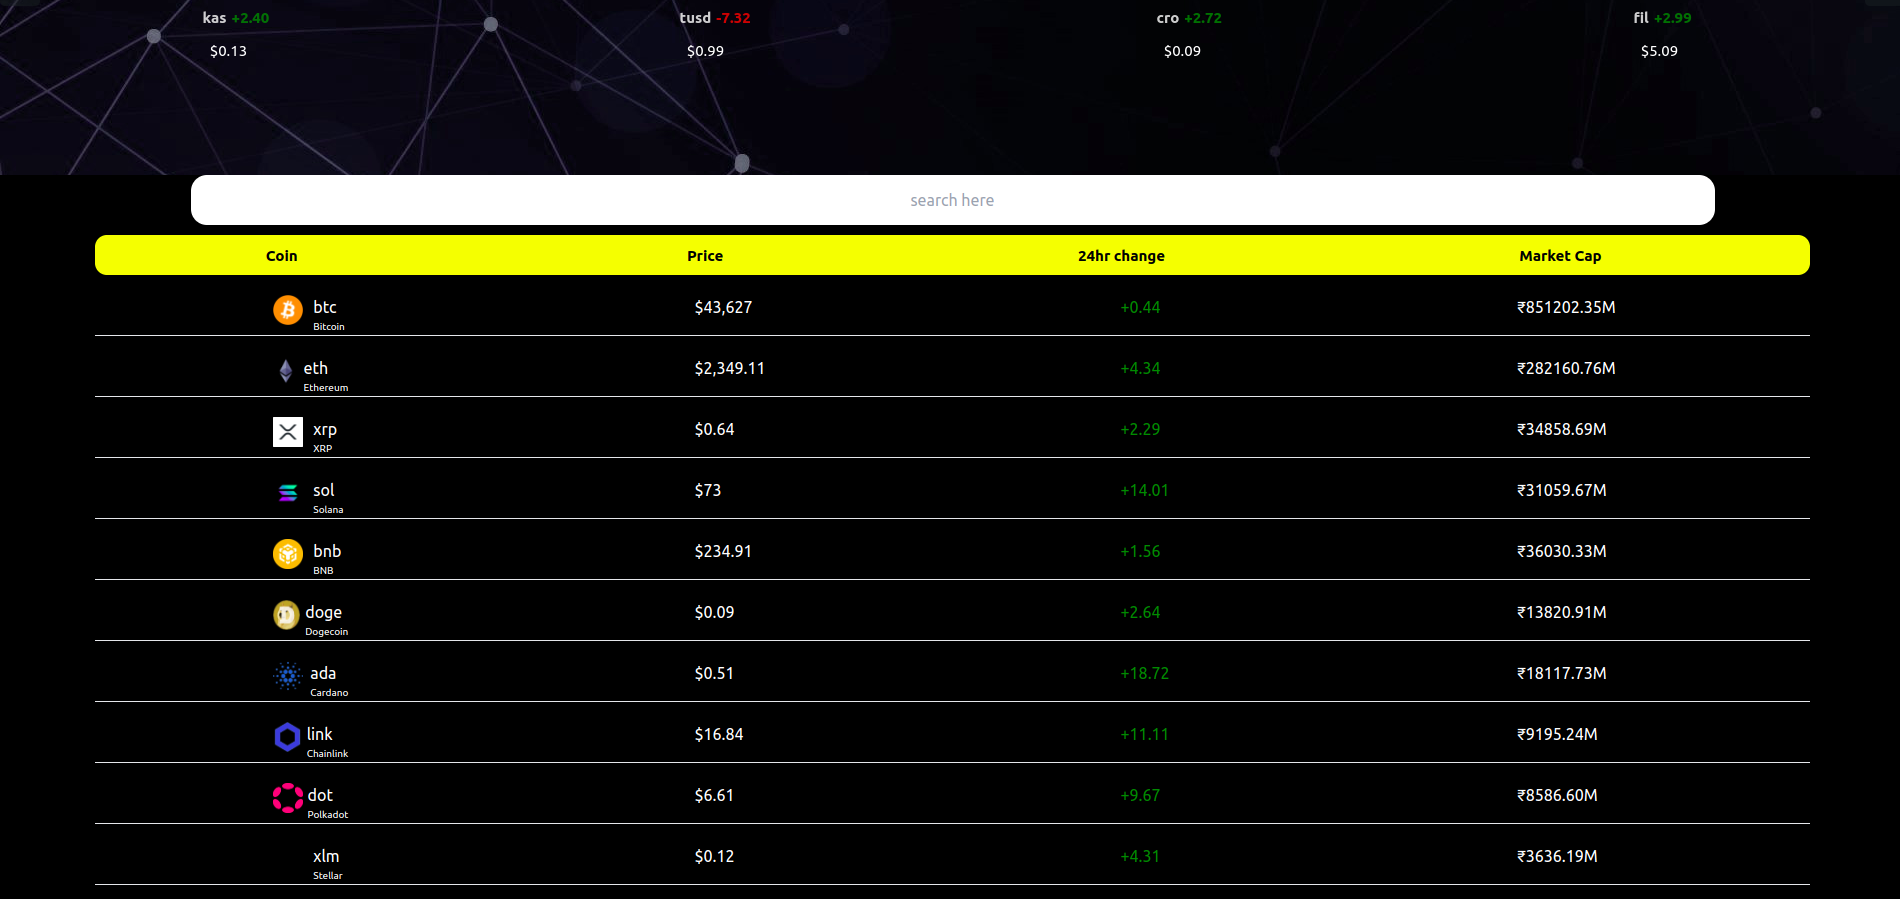 kas +2.40 tusd -7.32 cro +2.72 fil +2.99
$0.13 $0.99 $0.09 $5.09
search here
Coin Price 24hr change Market Cap
btc $43,627 +0.44 ₹851202.35M
Bitcoin
eth $2,349.11 +4.34 ₹282160.76M
Ethereum
xrp $0.64 +2.29 ₹34858.69M
XRP
sol $73 +14.01 ₹31059.67M
Solana
bnb $234.91 +1.56 ₹36030.33M
BNB
doge $0.09 +2.64 ₹13820.91M
Dogecoin
ada $0.51 +18.72 ₹18117.73M
Cardano
link $16.84 +11.11 ₹9195.24M
Chainlink
dot $6.61 +9.67 ₹8586.60M
Polkadot
xlm $0.12 +4.31 ₹3636.19M
Stellar